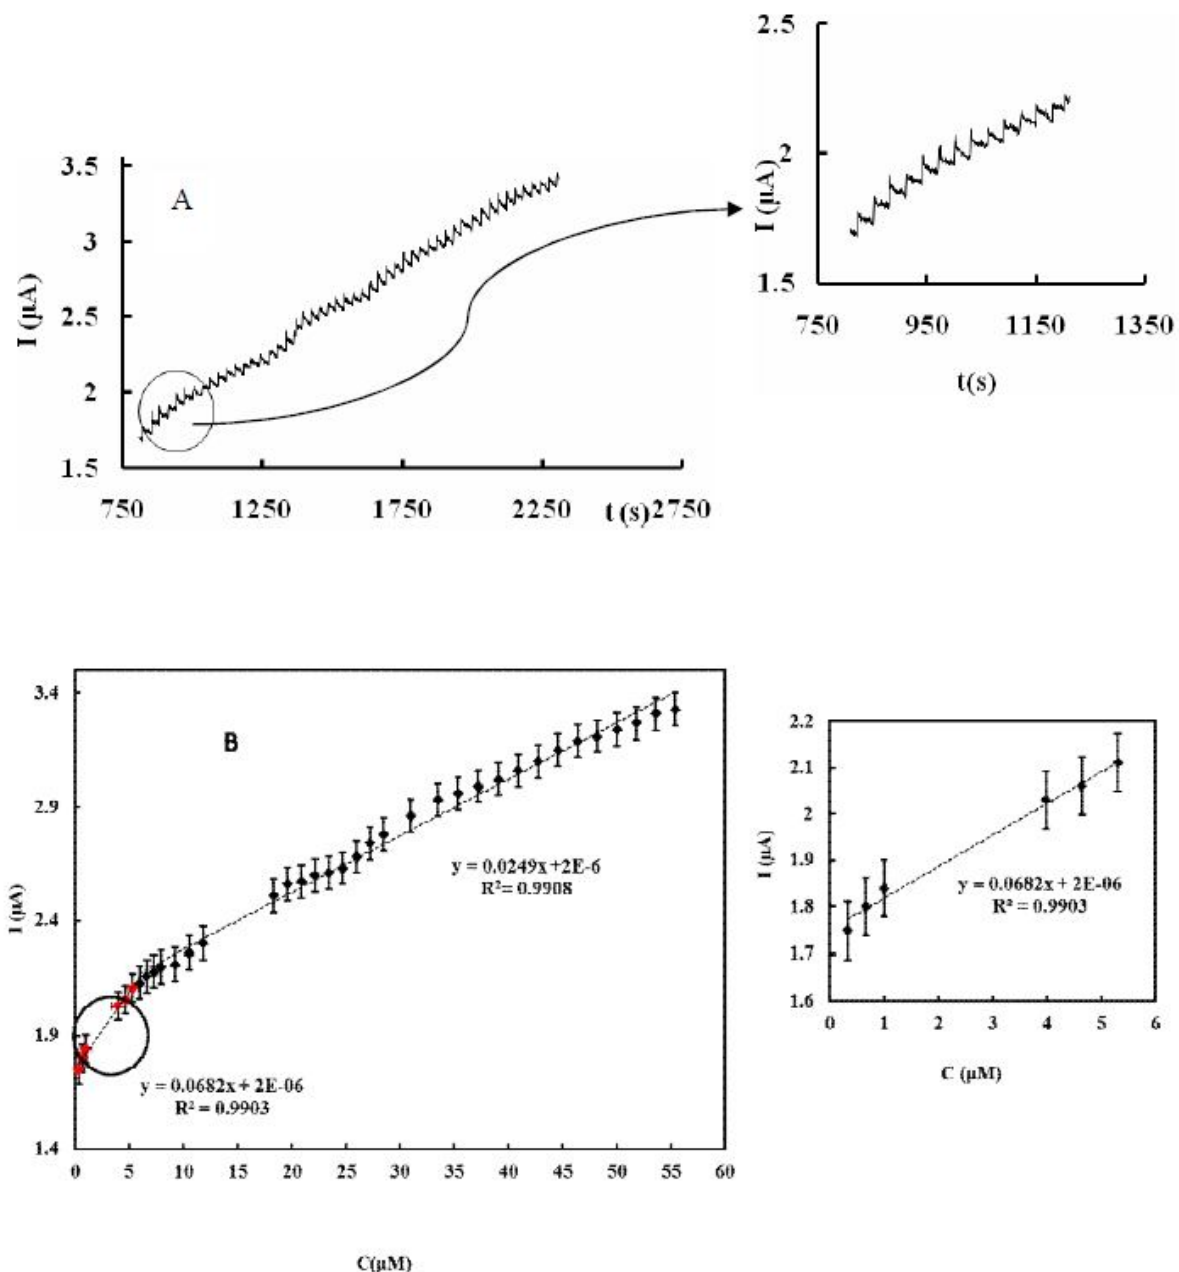 A
3.5
3
2.5
2
1.5
I (μA)
750 1250 1750 2250 t (s) 2750
2.5
2
1.5
I (μA)
750 950 1150 1350
t(s)
B
3.4
2.9
2.4
1.9
1.4
I (μA)
y = 0.0249x +2E-6
R²= 0.9908
y = 0.0682x + 2E-06
R² = 0.9903
0 5 10 15 20 25 30 35 40 45 50 55 60
C(μM)
2.2
2.1
2
1.9
1.8
1.7
1.6
I (μA)
y = 0.0682x + 2E-06
R² = 0.9903
0 1 2 3 4 5 6
C (μM)